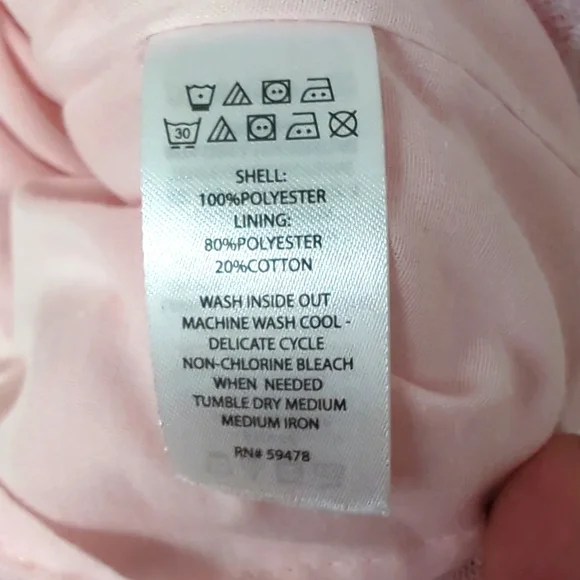 30
SHELL:
100%POLYESTER
LINING:
80%POLYESTER
20%COTTON
WASH INSIDE OUT
MACHINE WASH COOL -
DELICATE CYCLE
NON-CHLORINE BLEACH
WHEN NEEDED
TUMBLE DRY MEDIUM
MEDIUM IRON
RN# 59478